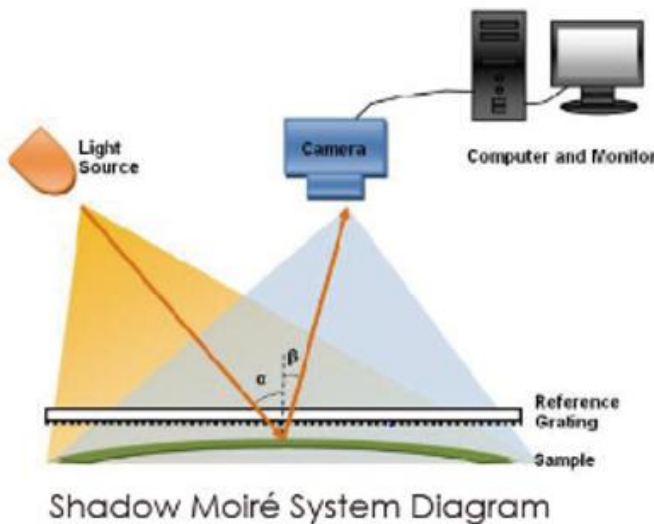 Light
Source
Camera
Computer and Monitor
α
β
Reference
Grating
Sample
Shadow Moiré System Diagram